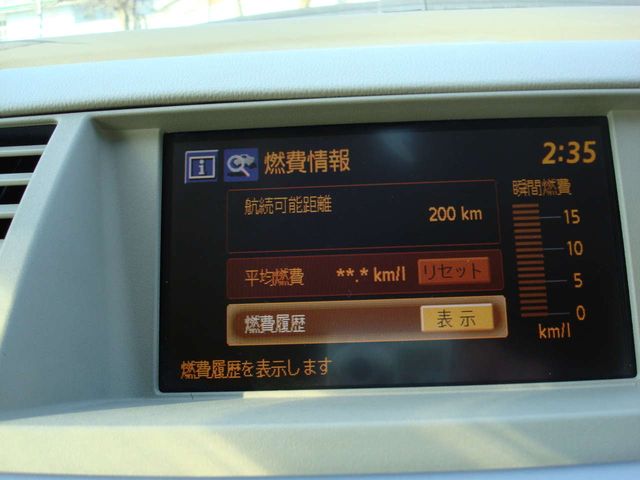 燃費情報 2:35
航続可能距離
200 km
平均燃費 **.* km/l リセット
燃費履歴 表示
燃費履歴を表示します
瞬間燃費
15
10
5
0
km/l